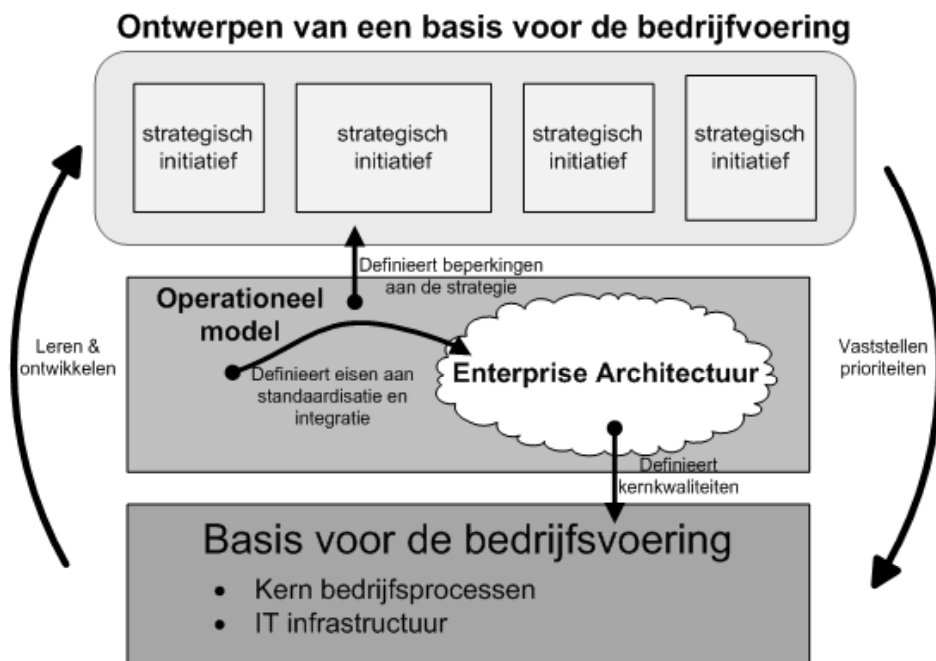 Ontwerpen van een basis voor de bedrijfvoering
strategisch
initiatief
strategisch
initiatief
strategisch
initiatief
strategisch
initiatief
Definieert beperkingen
aan de strategie
Operationeel
model
Leren &
ontwikkelen
Definieert eisen aan
standaardisatie en
integratie
Enterprise Architectuur
Vaststellen
prioriteiten
Definieert
kernkwaliteiten
Basis voor de bedrijfsvoering
• Kern bedrijfsprocessen
• IT infrastructuur